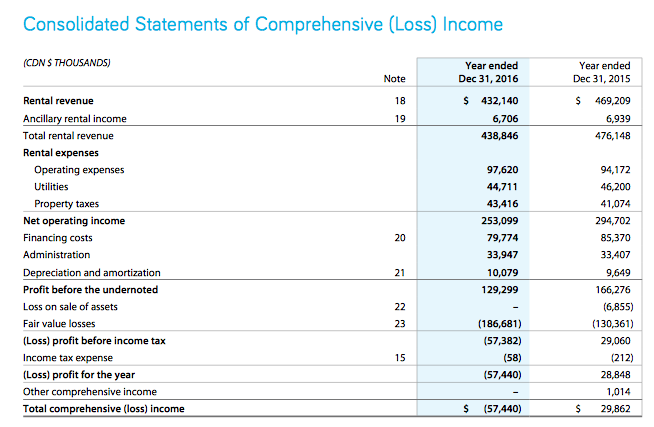 Consolidated Statements of Comprehensive (Loss) Income
(CDN $ THOUSANDS) Note Year ended Dec 31, 2016 Year ended Dec 31, 2015
Rental revenue 18 $ 432,140 $ 469,209
Ancillary rental income 19 6,706 6,939
Total rental revenue 438,846 476,148
Rental expenses
Operating expenses 97,620 94,172
Utilities 44,711 46,200
Property taxes 43,416 41,074
Net operating income 253,099 294,702
Financing costs 20 79,774 85,370
Administration 33,947 33,407
Depreciation and amortization 21 10,079 9,649
Profit before the undernoted 129,299 166,276
Loss on sale of assets 22 – (6,855)
Fair value losses 23 (186,681) (130,361)
(Loss) profit before income tax (57,382) 29,060
Income tax expense 15 (58) (212)
(Loss) profit for the year (57,440) 28,848
Other comprehensive income – 1,014
Total comprehensive (loss) income $ (57,440) $ 29,862